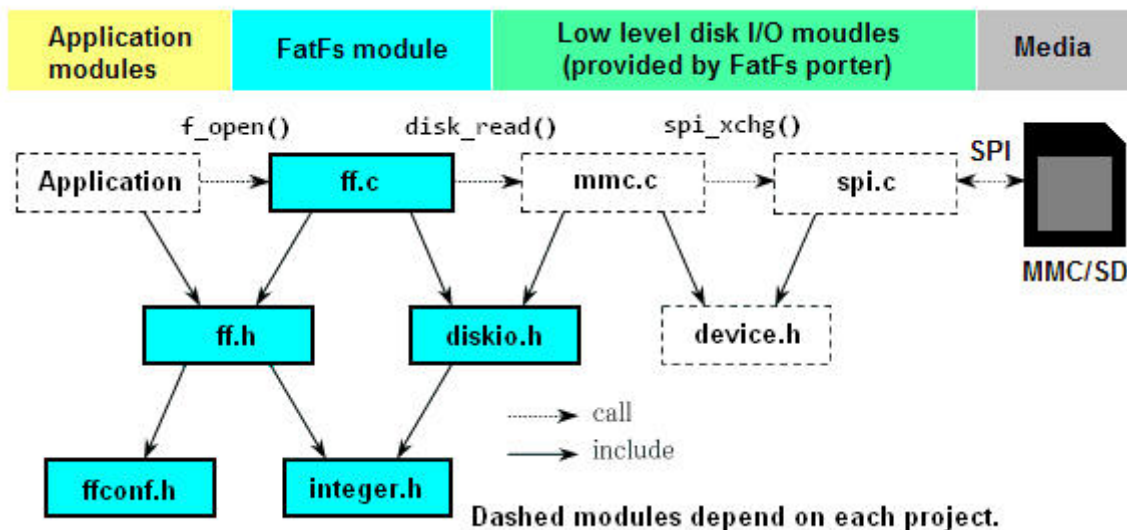 Application
modules
FatFs module
Low level disk I/O moudles
(provided by FatFs porter)
Media
f_open()
disk_read()
spi_xchg()
SPI
Application
ff.c
mmc.c
spi.c
MMC/SD
ff.h
diskio.h
device.h
call
include
ffconf.h
integer.h
Dashed modules depend on each project.